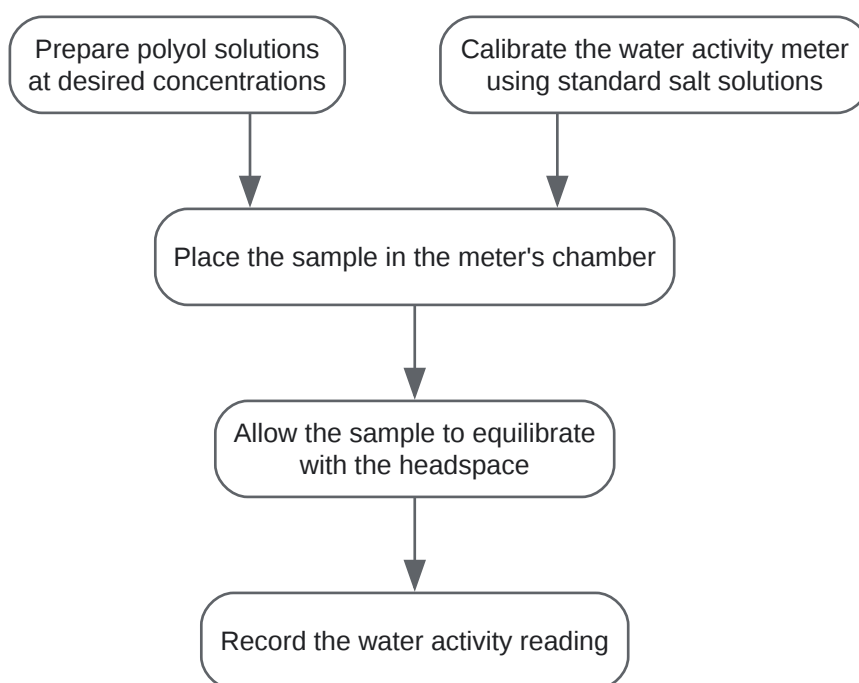 Prepare polyol solutions
at desired concentrations
Calibrate the water activity meter
using standard salt solutions
Place the sample in the meter's chamber
Allow the sample to equilibrate
with the headspace
Record the water activity reading